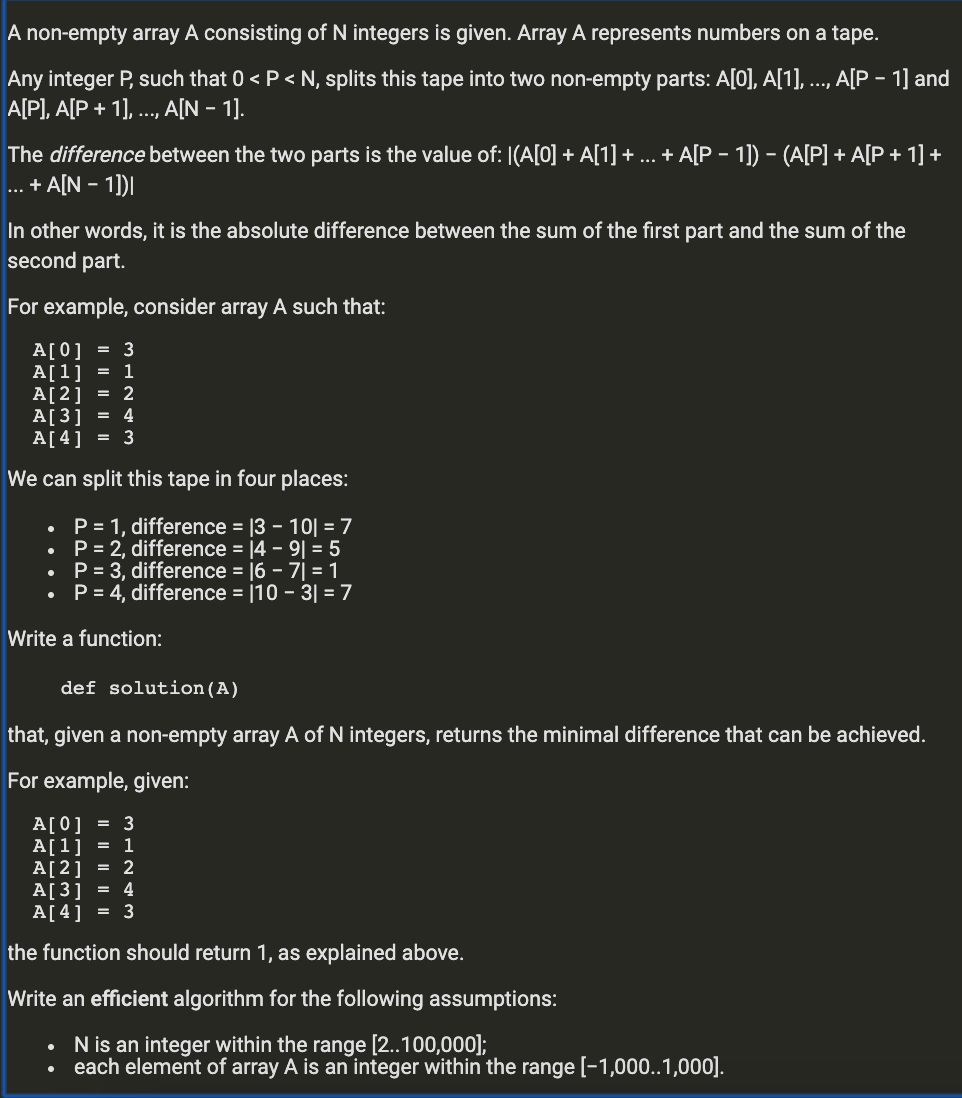 A non-empty array A consisting of N integers is given. Array A represents numbers on a tape.
Any integer P, such that 0 < P < N, splits this tape into two non-empty parts: A[0], A[1], ..., A[P − 1] and
A[P], A[P + 1], ..., A[N − 1].
The difference between the two parts is the value of: |(A[0] + A[1] + ... + A[P − 1]) − (A[P] + A[P + 1] +
... + A[N − 1])|
In other words, it is the absolute difference between the sum of the first part and the sum of the
second part.
For example, consider array A such that:
A[0] = 3
A[1] = 1
A[2] = 2
A[3] = 4
A[4] = 3
We can split this tape in four places:
• P = 1, difference = |3 − 10| = 7
• P = 2, difference = |4 − 9| = 5
• P = 3, difference = |6 − 7| = 1
• P = 4, difference = |10 − 3| = 7
Write a function:
def solution(A)
that, given a non-empty array A of N integers, returns the minimal difference that can be achieved.
For example, given:
A[0] = 3
A[1] = 1
A[2] = 2
A[3] = 4
A[4] = 3
the function should return 1, as explained above.
Write an efficient algorithm for the following assumptions:
• N is an integer within the range [2..100,000];
• each element of array A is an integer within the range [−1,000..1,000].